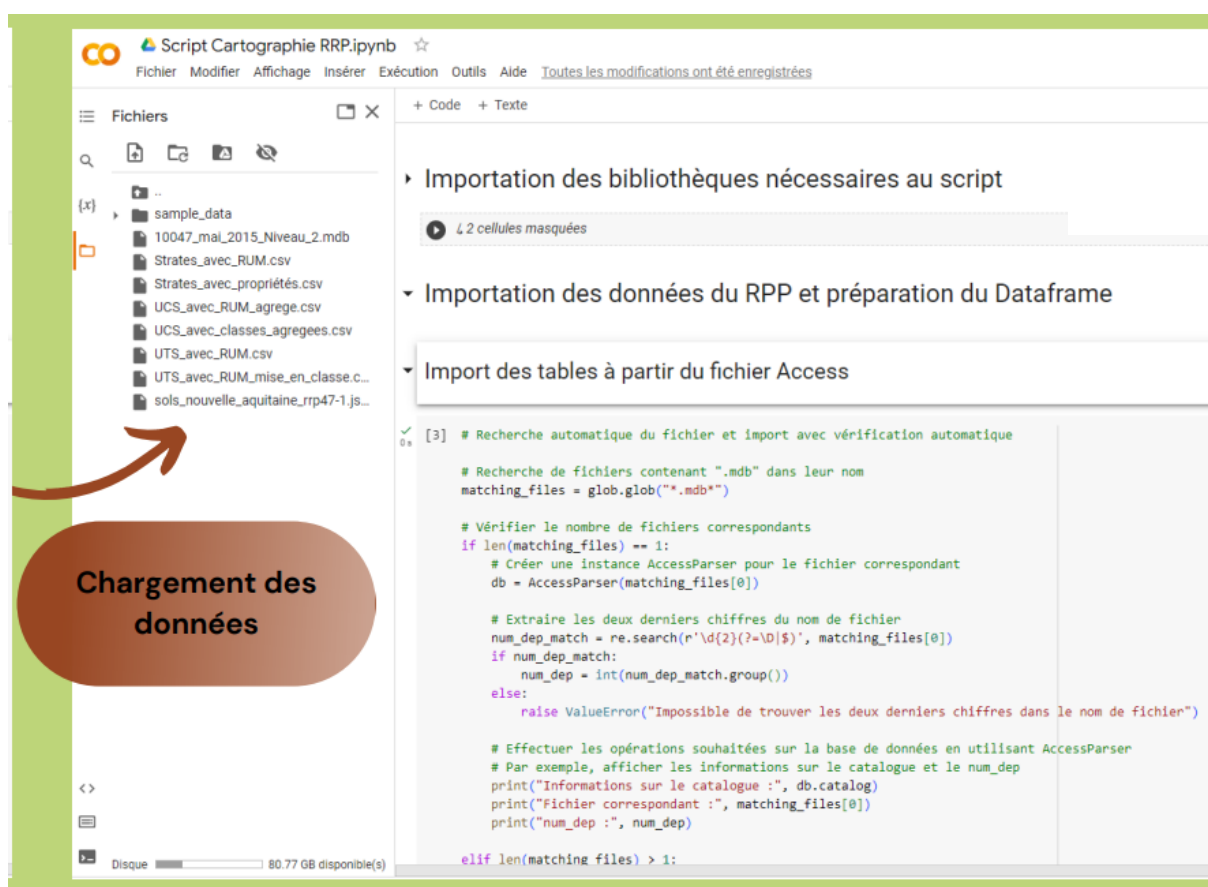 Script Cartographie RRP.ipynb
Fichier Modifier Affichage Insérer Exécution Outils Aide Toutes les modifications ont été enregistrées
Fichiers
..
sample_data
10047_mai_2015_Niveau_2.mdb
Strates_avec_RUM.csv
Strates_avec_propriétés.csv
UCS_avec_RUM_agrege.csv
UCS_avec_classes_agregees.csv
UTS_avec_RUM.csv
UTS_avec_RUM_mise_en_classe.c...
sols_nouvelle_aquitaine_rrp47-1.js...
{x}
<>
Disque 80.77 GB disponible(s)
Chargement des
données
+ Code + Texte
Importation des bibliothèques nécessaires au script
2 cellules masquées
Importation des données du RPP et préparation du Dataframe
Import des tables à partir du fichier Access
0 s
[3] # Recherche automatique du fichier et import avec vérification automatique
# Recherche de fichiers contenant ".mdb" dans leur nom
matching_files = glob.glob("*.mdb*")
# Vérifier le nombre de fichiers correspondants
if len(matching_files) == 1:
# Créer une instance AccessParser pour le fichier correspondant
db = AccessParser(matching_files[0])
# Extraire les deux derniers chiffres du nom de fichier
num_dep_match = re.search(r'\d{2}(?=\D|$)', matching_files[0])
if num_dep_match:
num_dep = int(num_dep_match.group())
else:
raise ValueError("Impossible de trouver les deux derniers chiffres dans le nom de fichier")
# Effectuer les opérations souhaitées sur la base de données en utilisant AccessParser
# Par exemple, afficher les informations sur le catalogue et le num_dep
print("Informations sur le catalogue :", db.catalog)
print("Fichier correspondant :", matching_files[0])
print("num_dep :", num_dep)
elif len(matching_files) > 1: